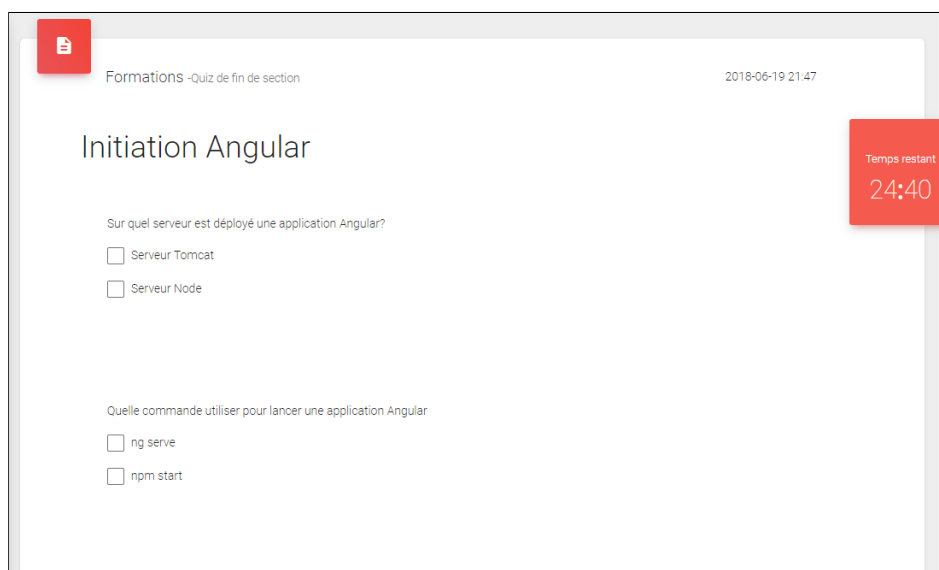 Formations -Quiz de fin de section
2018-06-19 21:47
Initiation Angular
Temps restant
24:40
Sur quel serveur est déployé une application Angular?
Serveur Tomcat
Serveur Node
Quelle commande utiliser pour lancer une application Angular
ng serve
npm start